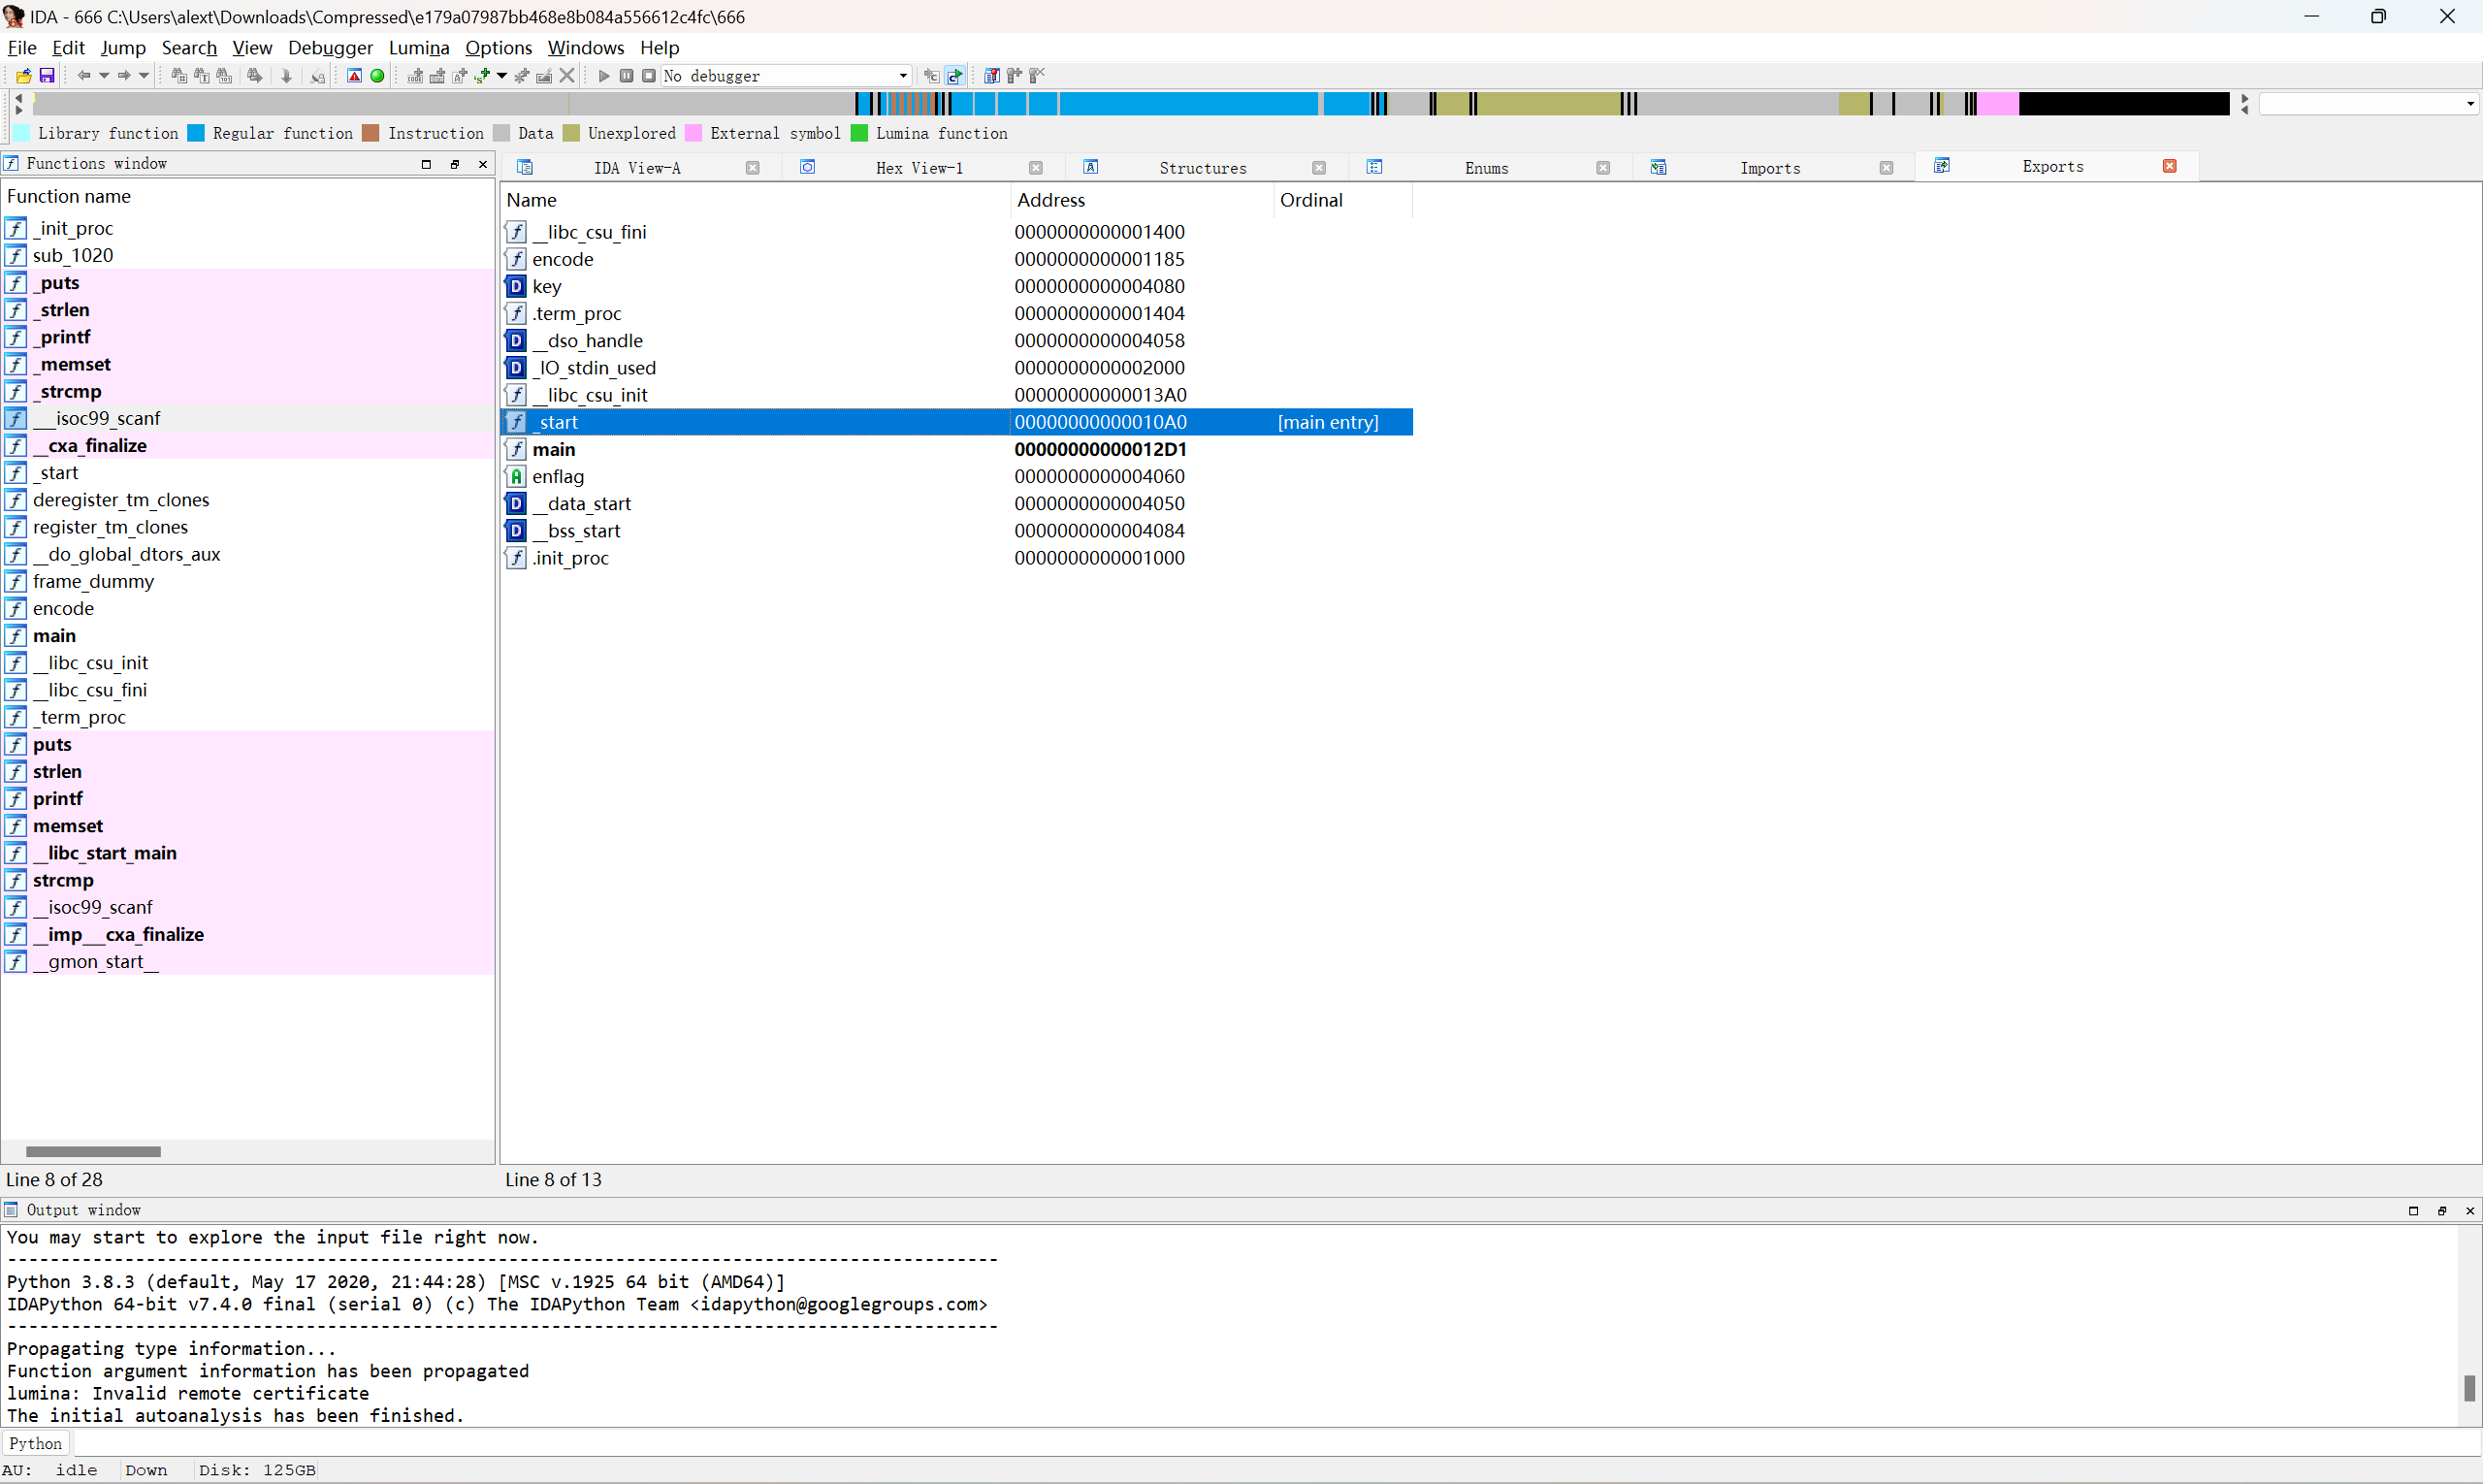 IDA - 666 C:\Users\alext\Downloads\Compressed\e179a07987bb468e8b084a556612c4fc\666
File Edit Jump Search View Debugger Lumina Options Windows Help
No debugger
Library function Regular function Instruction Data Unexplored External symbol Lumina function
Functions window
IDA View-A Hex View-1 Structures Enums Imports Exports
Function name
_init_proc
sub_1020
_puts
_strlen
_printf
_memset
_strcmp
___isoc99_scanf
__cxa_finalize
_start
deregister_tm_clones
register_tm_clones
__do_global_dtors_aux
frame_dummy
encode
main
__libc_csu_init
__libc_csu_fini
_term_proc
puts
strlen
printf
memset
__libc_start_main
strcmp
__isoc99_scanf
__imp___cxa_finalize
__gmon_start__
Line 8 of 28
Name Address Ordinal
__libc_csu_fini 0000000000001400
encode 0000000000001185
key 0000000000004080
.term_proc 0000000000001404
__dso_handle 0000000000004058
_IO_stdin_used 0000000000002000
__libc_csu_init 00000000000013A0
_start 00000000000010A0 [main entry]
main 00000000000012D1
enflag 0000000000004060
__data_start 0000000000004050
__bss_start 0000000000004084
.init_proc 0000000000001000
Line 8 of 13
Output window
You may start to explore the input file right now.
---------------------------------------------------------------------------------------------
Python 3.8.3 (default, May 17 2020, 21:44:28) [MSC v.1925 64 bit (AMD64)]
IDAPython 64-bit v7.4.0 final (serial 0) (c) The IDAPython Team <idapython@googlegroups.com>
---------------------------------------------------------------------------------------------
Propagating type information...
Function argument information has been propagated
lumina: Invalid remote certificate
The initial autoanalysis has been finished.
Python
AU: idle Down Disk: 125GB